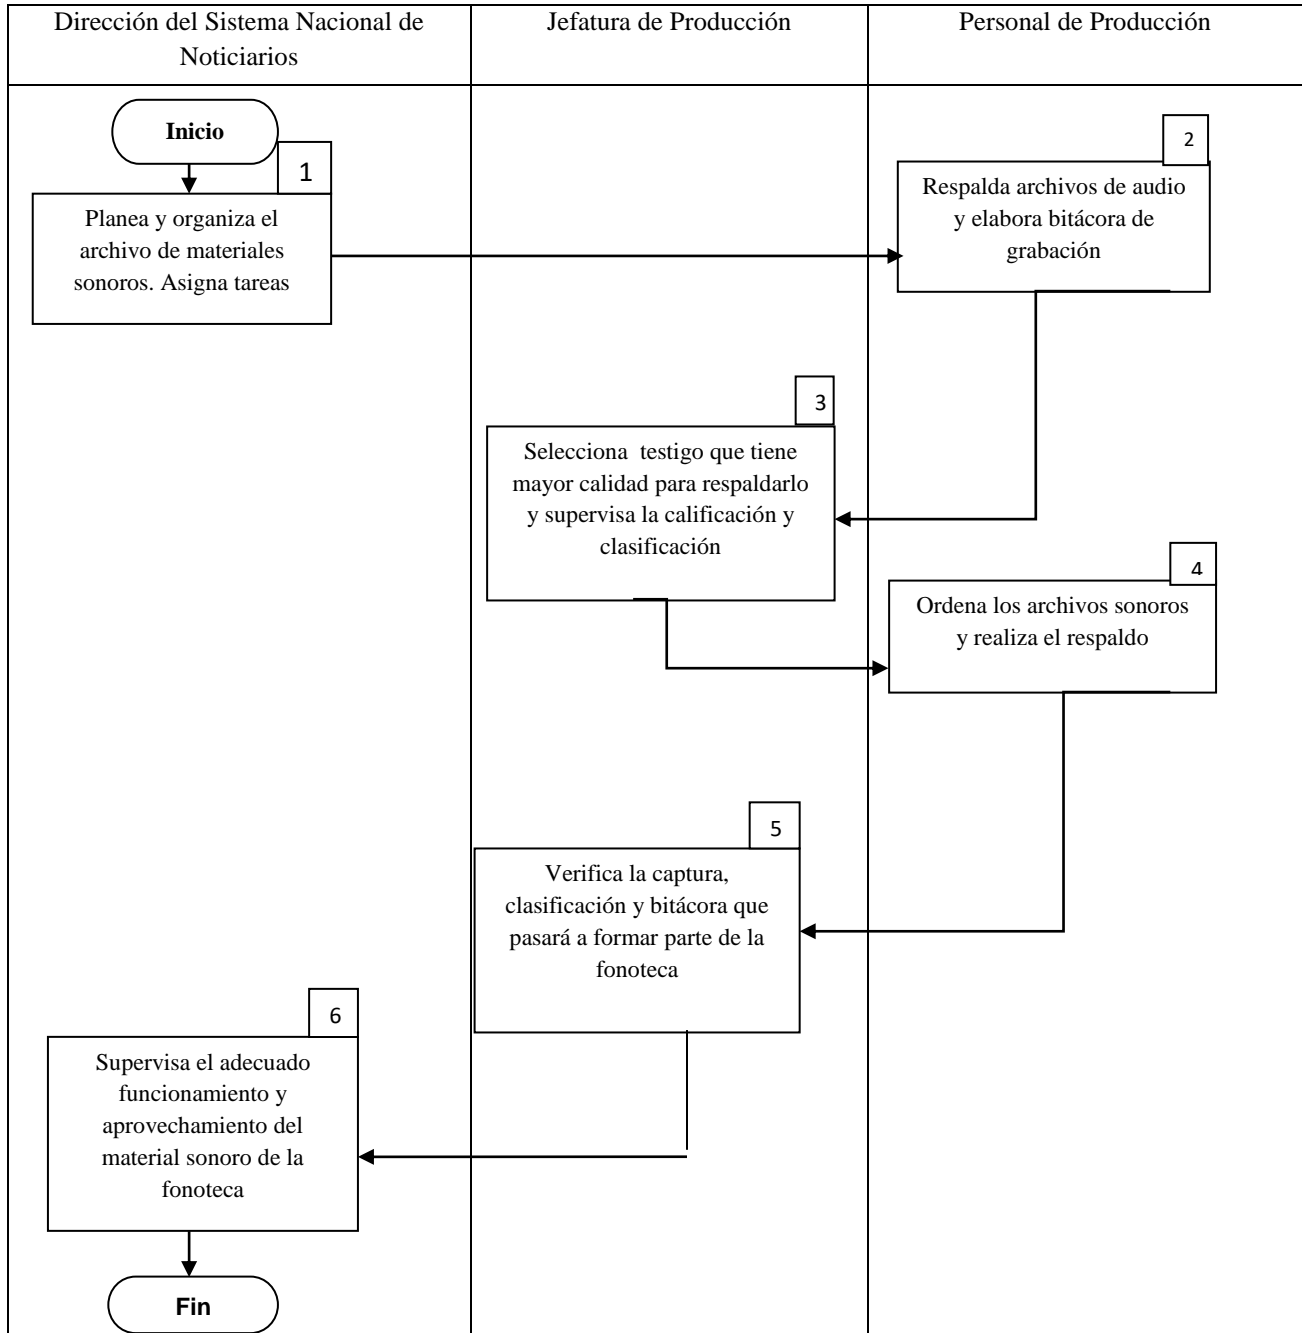 Dirección del Sistema Nacional de
Noticiarios
Jefatura de Producción
Personal de Producción
Inicio
1
Planea y organiza el
archivo de materiales
sonoros. Asigna tareas
2
Respalda archivos de audio
y elabora bitácora de
grabación
3
Selecciona testigo que tiene
mayor calidad para respaldarlo
y supervisa la calificación y
clasificación
4
Ordena los archivos sonoros
y realiza el respaldo
5
Verifica la captura,
clasificación y bitácora que
pasará a formar parte de la
fonoteca
6
Supervisa el adecuado
funcionamiento y
aprovechamiento del
material sonoro de la
fonoteca
Fin